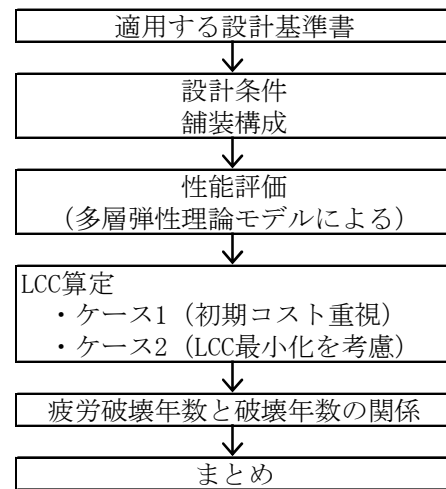 適用する設計基準書
設計条件
舗装構成
性能評価
（多層弾性理論モデルによる）
LCC算定
・ケース1（初期コスト重視）
・ケース2（LCC最小化を考慮）
疲労破壊年数と破壊年数の関係
まとめ